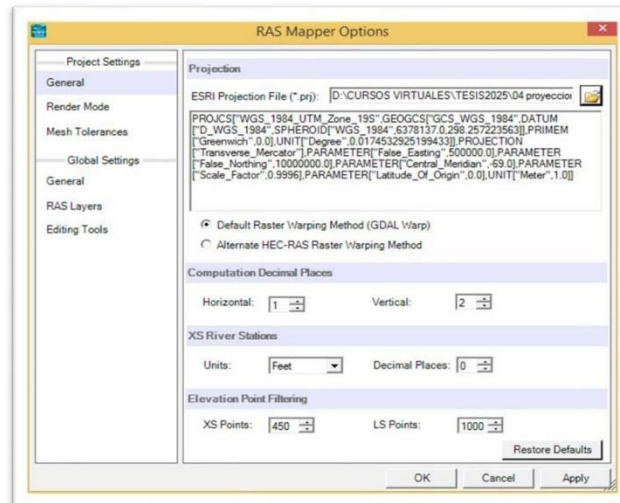 RAS Mapper Options
Project Settings
General
Render Mode
Mesh Tolerances
Global Settings
General
RAS Layers
Editing Tools
Projection
ESRI Projection File (*.prj): D:\CURSOS VIRTUALES\TESIS2025\04 proyeccior
PROJCS["WGS_1984_UTM_Zone_19S",GEOGCS["GCS_WGS_1984",DATUM
["D_WGS_1984",SPHEROID["WGS_1984",6378137.0,298.257223563]],PRIMEM
["Greenwich",0.0],UNIT["Degree",0.0174532925199433]],PROJECTION
["Transverse_Mercator"],PARAMETER["False_Easting",500000.0],PARAMETER
["False_Northing",10000000.0],PARAMETER["Central_Meridian",-69.0],PARAMETER
["Scale_Factor",0.9996],PARAMETER["Latitude_Of_Origin",0.0],UNIT["Meter",1.0]]
Default Raster Warping Method (GDAL Warp)
Alternate HEC-RAS Raster Warping Method
Computation Decimal Places
Horizontal: 1 Vertical: 2
XS River Stations
Units: Feet Decimal Places: 0
Elevation Point Filtering
XS Points: 450 LS Points: 1000
Restore Defaults
OK Cancel Apply